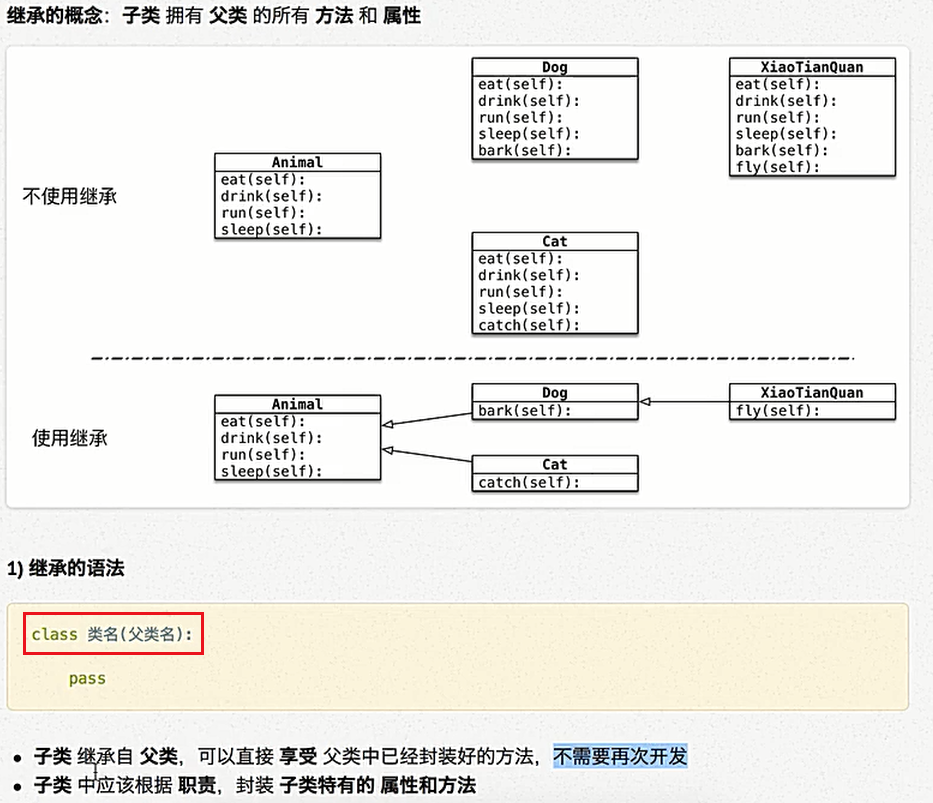 继承的概念：子类 拥有 父类 的所有 方法 和 属性
不使用继承
Animal
eat(self):
drink(self):
run(self):
sleep(self):
Dog
eat(self):
drink(self):
run(self):
sleep(self):
bark(self):
XiaoTianQuan
eat(self):
drink(self):
run(self):
sleep(self):
bark(self):
fly(self):
Cat
eat(self):
drink(self):
run(self):
sleep(self):
catch(self):
使用继承
Animal
eat(self):
drink(self):
run(self):
sleep(self):
Dog
bark(self):
XiaoTianQuan
fly(self):
Cat
catch(self):
1) 继承的语法
class 类名(父类名):
pass
• 子类 继承自 父类，可以直接 享受 父类中已经封装好的方法，不需要再次开发
• 子类 中应该根据 职责，封装 子类特有的 属性和方法